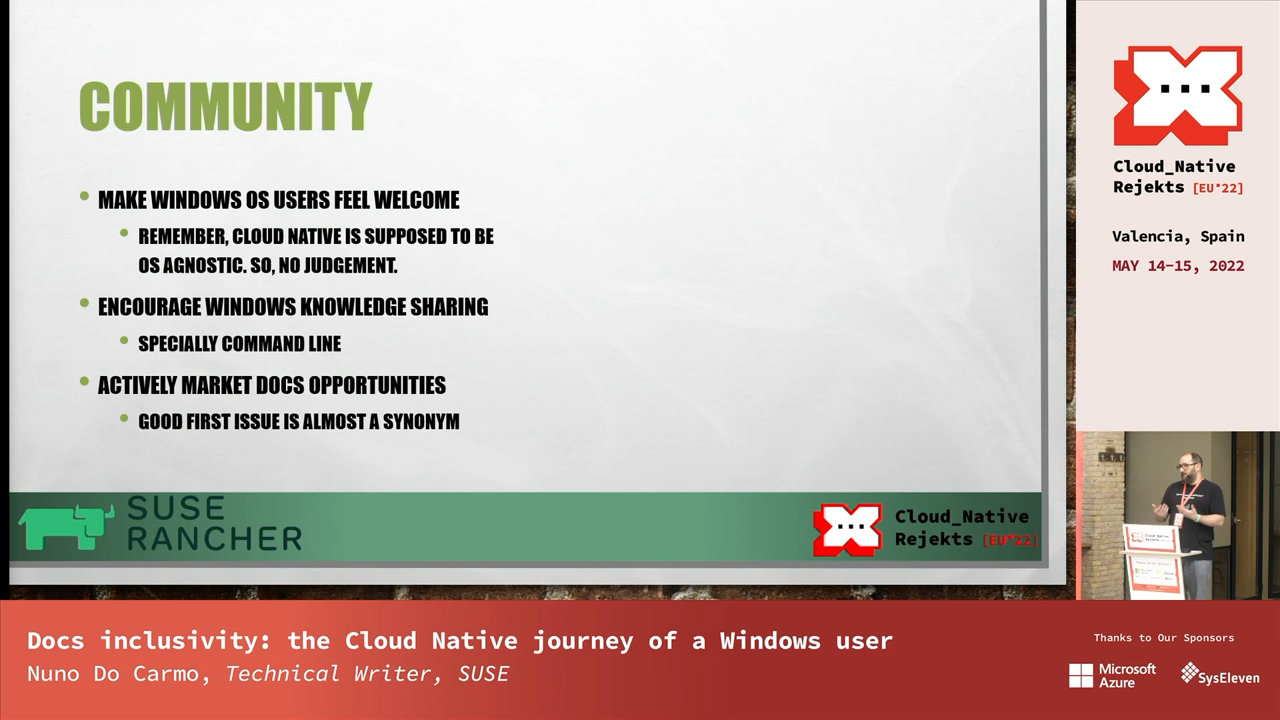 COMMUNITY
MAKE WINDOWS OS USERS FEEL WELCOME
REMEMBER, CLOUD NATIVE IS SUPPOSED TO BE
OS AGNOSTIC. SO, NO JUDGEMENT.
ENCOURAGE WINDOWS KNOWLEDGE SHARING
SPECIALLY COMMAND LINE
ACTIVELY MARKET DOCS OPPORTUNITIES
GOOD FIRST ISSUE IS ALMOST A SYNONYM
SUSE
RANCHER
Cloud_Native
Rejekts [EU*22]
Cloud_Native
Rejekts [EU*22]
Valencia, Spain
MAY 14-15, 2022
Docs inclusivity: the Cloud Native journey of a Windows user
Nuno Do Carmo, Technical Writer, SUSE
Thanks to Our Sponsors
Microsoft
Azure
SysEleven